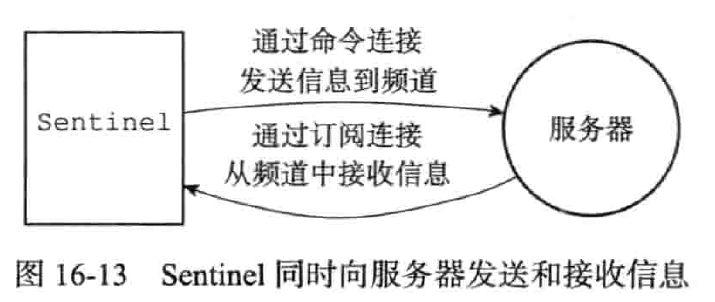 通过命令连接
发送信息到频道
Sentinel
通过订阅连接
从频道中接收信息
服务器
图 16-13 Sentinel 同时向服务器发送和接收信息